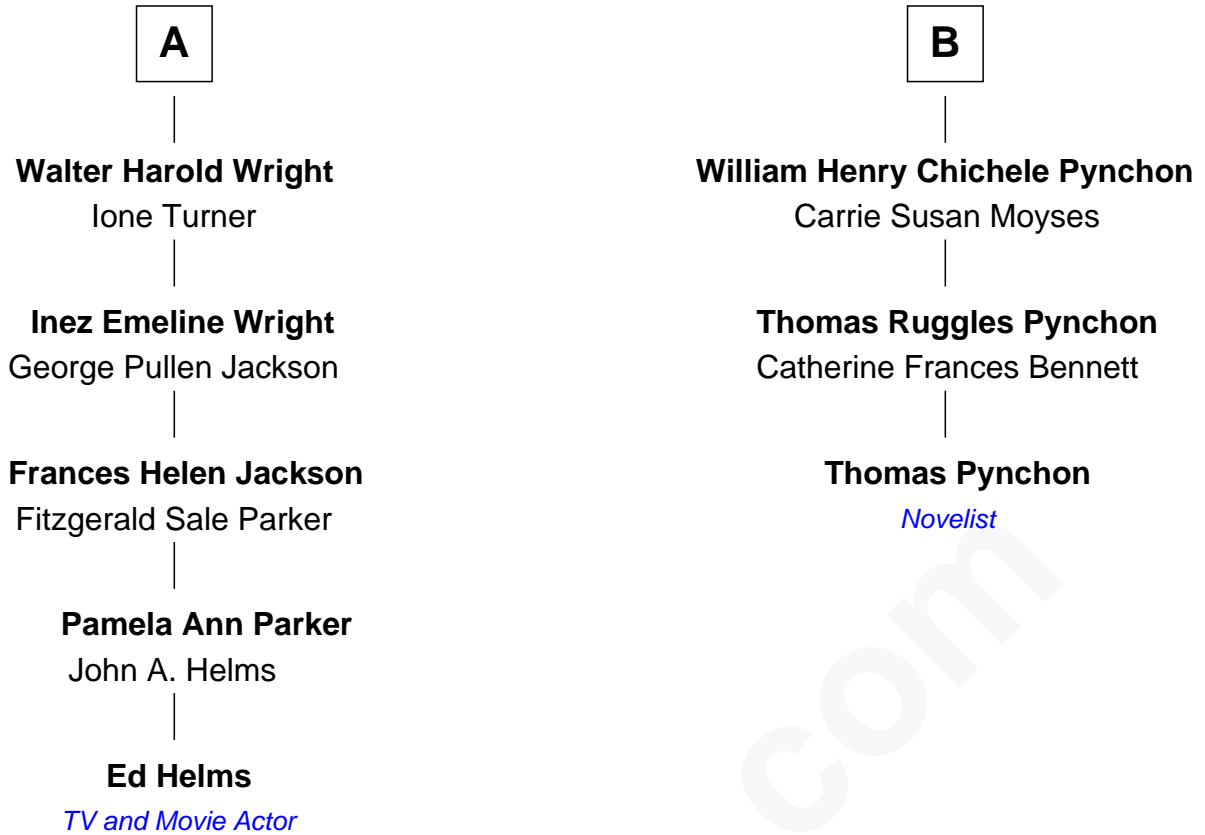 A
Walter Harold Wright
Ione Turner
Inez Emeline Wright
George Pullen Jackson
Frances Helen Jackson
Fitzgerald Sale Parker
Pamela Ann Parker
John A. Helms
Ed Helms
TV and Movie Actor
B
William Henry Chichele Pynchon
Carrie Susan Moyses
Thomas Ruggles Pynchon
Catherine Frances Bennett
Thomas Pynchon
Novelist
com